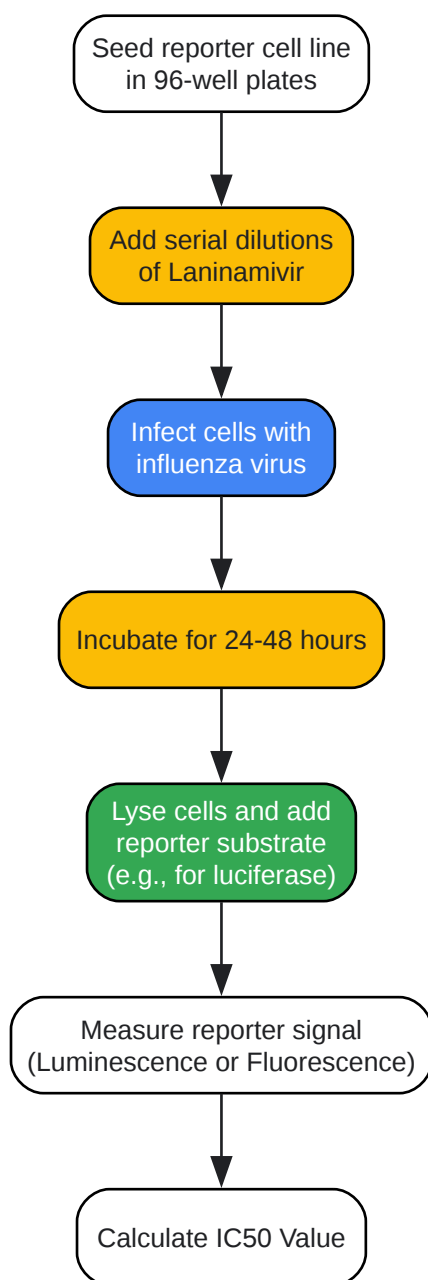 Seed reporter cell line
in 96-well plates
Add serial dilutions
of Laninamivir
Infect cells with
influenza virus
Incubate for 24-48 hours
Lyse cells and add
reporter substrate
(e.g., for luciferase)
Measure reporter signal
(Luminescence or Fluorescence)
Calculate IC50 Value